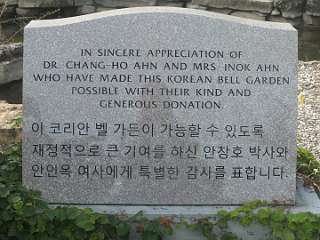 IN SINCERE APPRECIATION OF
DR. CHANG-HO AHN AND MRS. INOK AHN
WHO HAVE MADE THIS KOREAN BELL GARDEN
POSSIBLE WITH THEIR KIND AND
GENEROUS DONATION.
이 코리안 벨 가든이 가능할 수 있도록
재정적으로 큰 기여를 하신 안창호 박사와
안인옥 여사에게 특별한 감사를 표합니다.